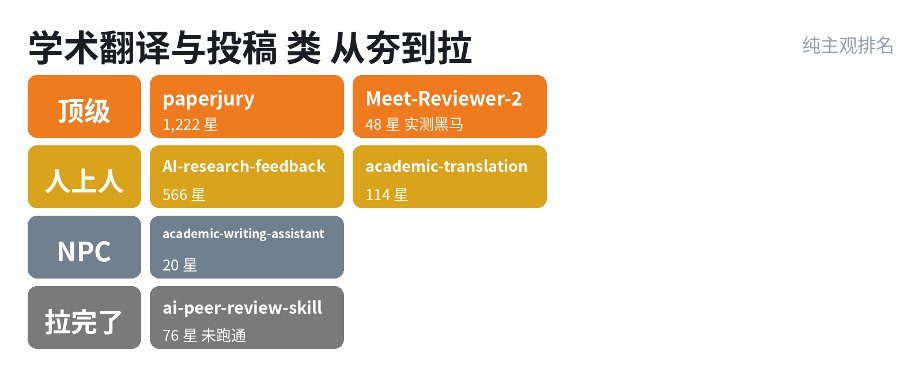 学术翻译与投稿 类 从夯到拉
纯主观排名
顶级
paperjury
1,222 星
Meet-Reviewer-2
48 星 实测黑马
人上人
AI-research-feedback
566 星
academic-translation
114 星
NPC
academic-writing-assistant
20 星
拉完了
ai-peer-review-skill
76 星 未跑通